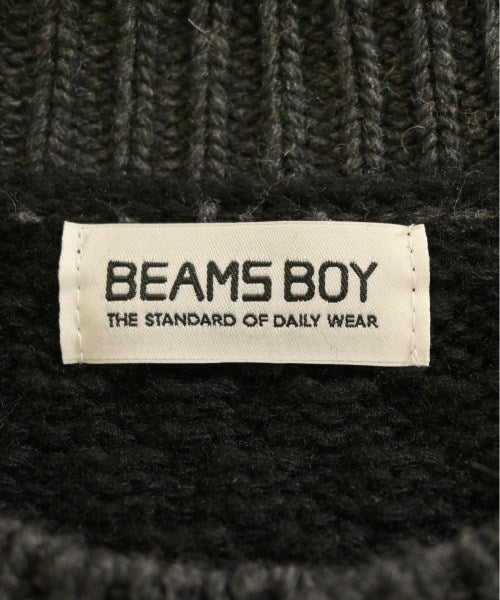 BEAMS BOY
THE STANDARD OF DAILY WEAR